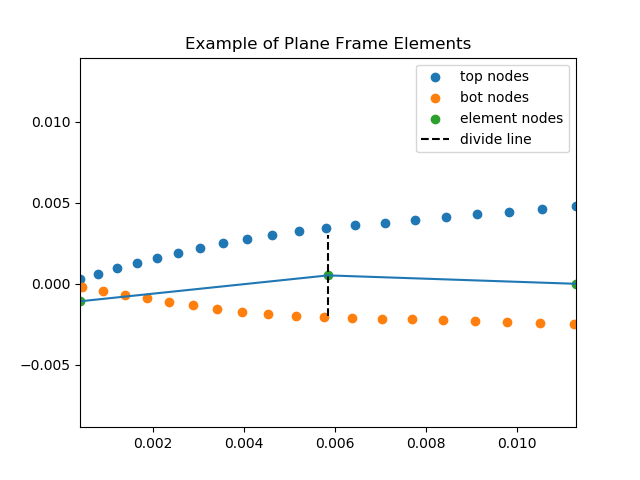 Example of Plane Frame Elements
top nodes
bot nodes
element nodes
divide line
0.010
0.005
0.000
−0.005
0.002 0.004 0.006 0.008 0.010